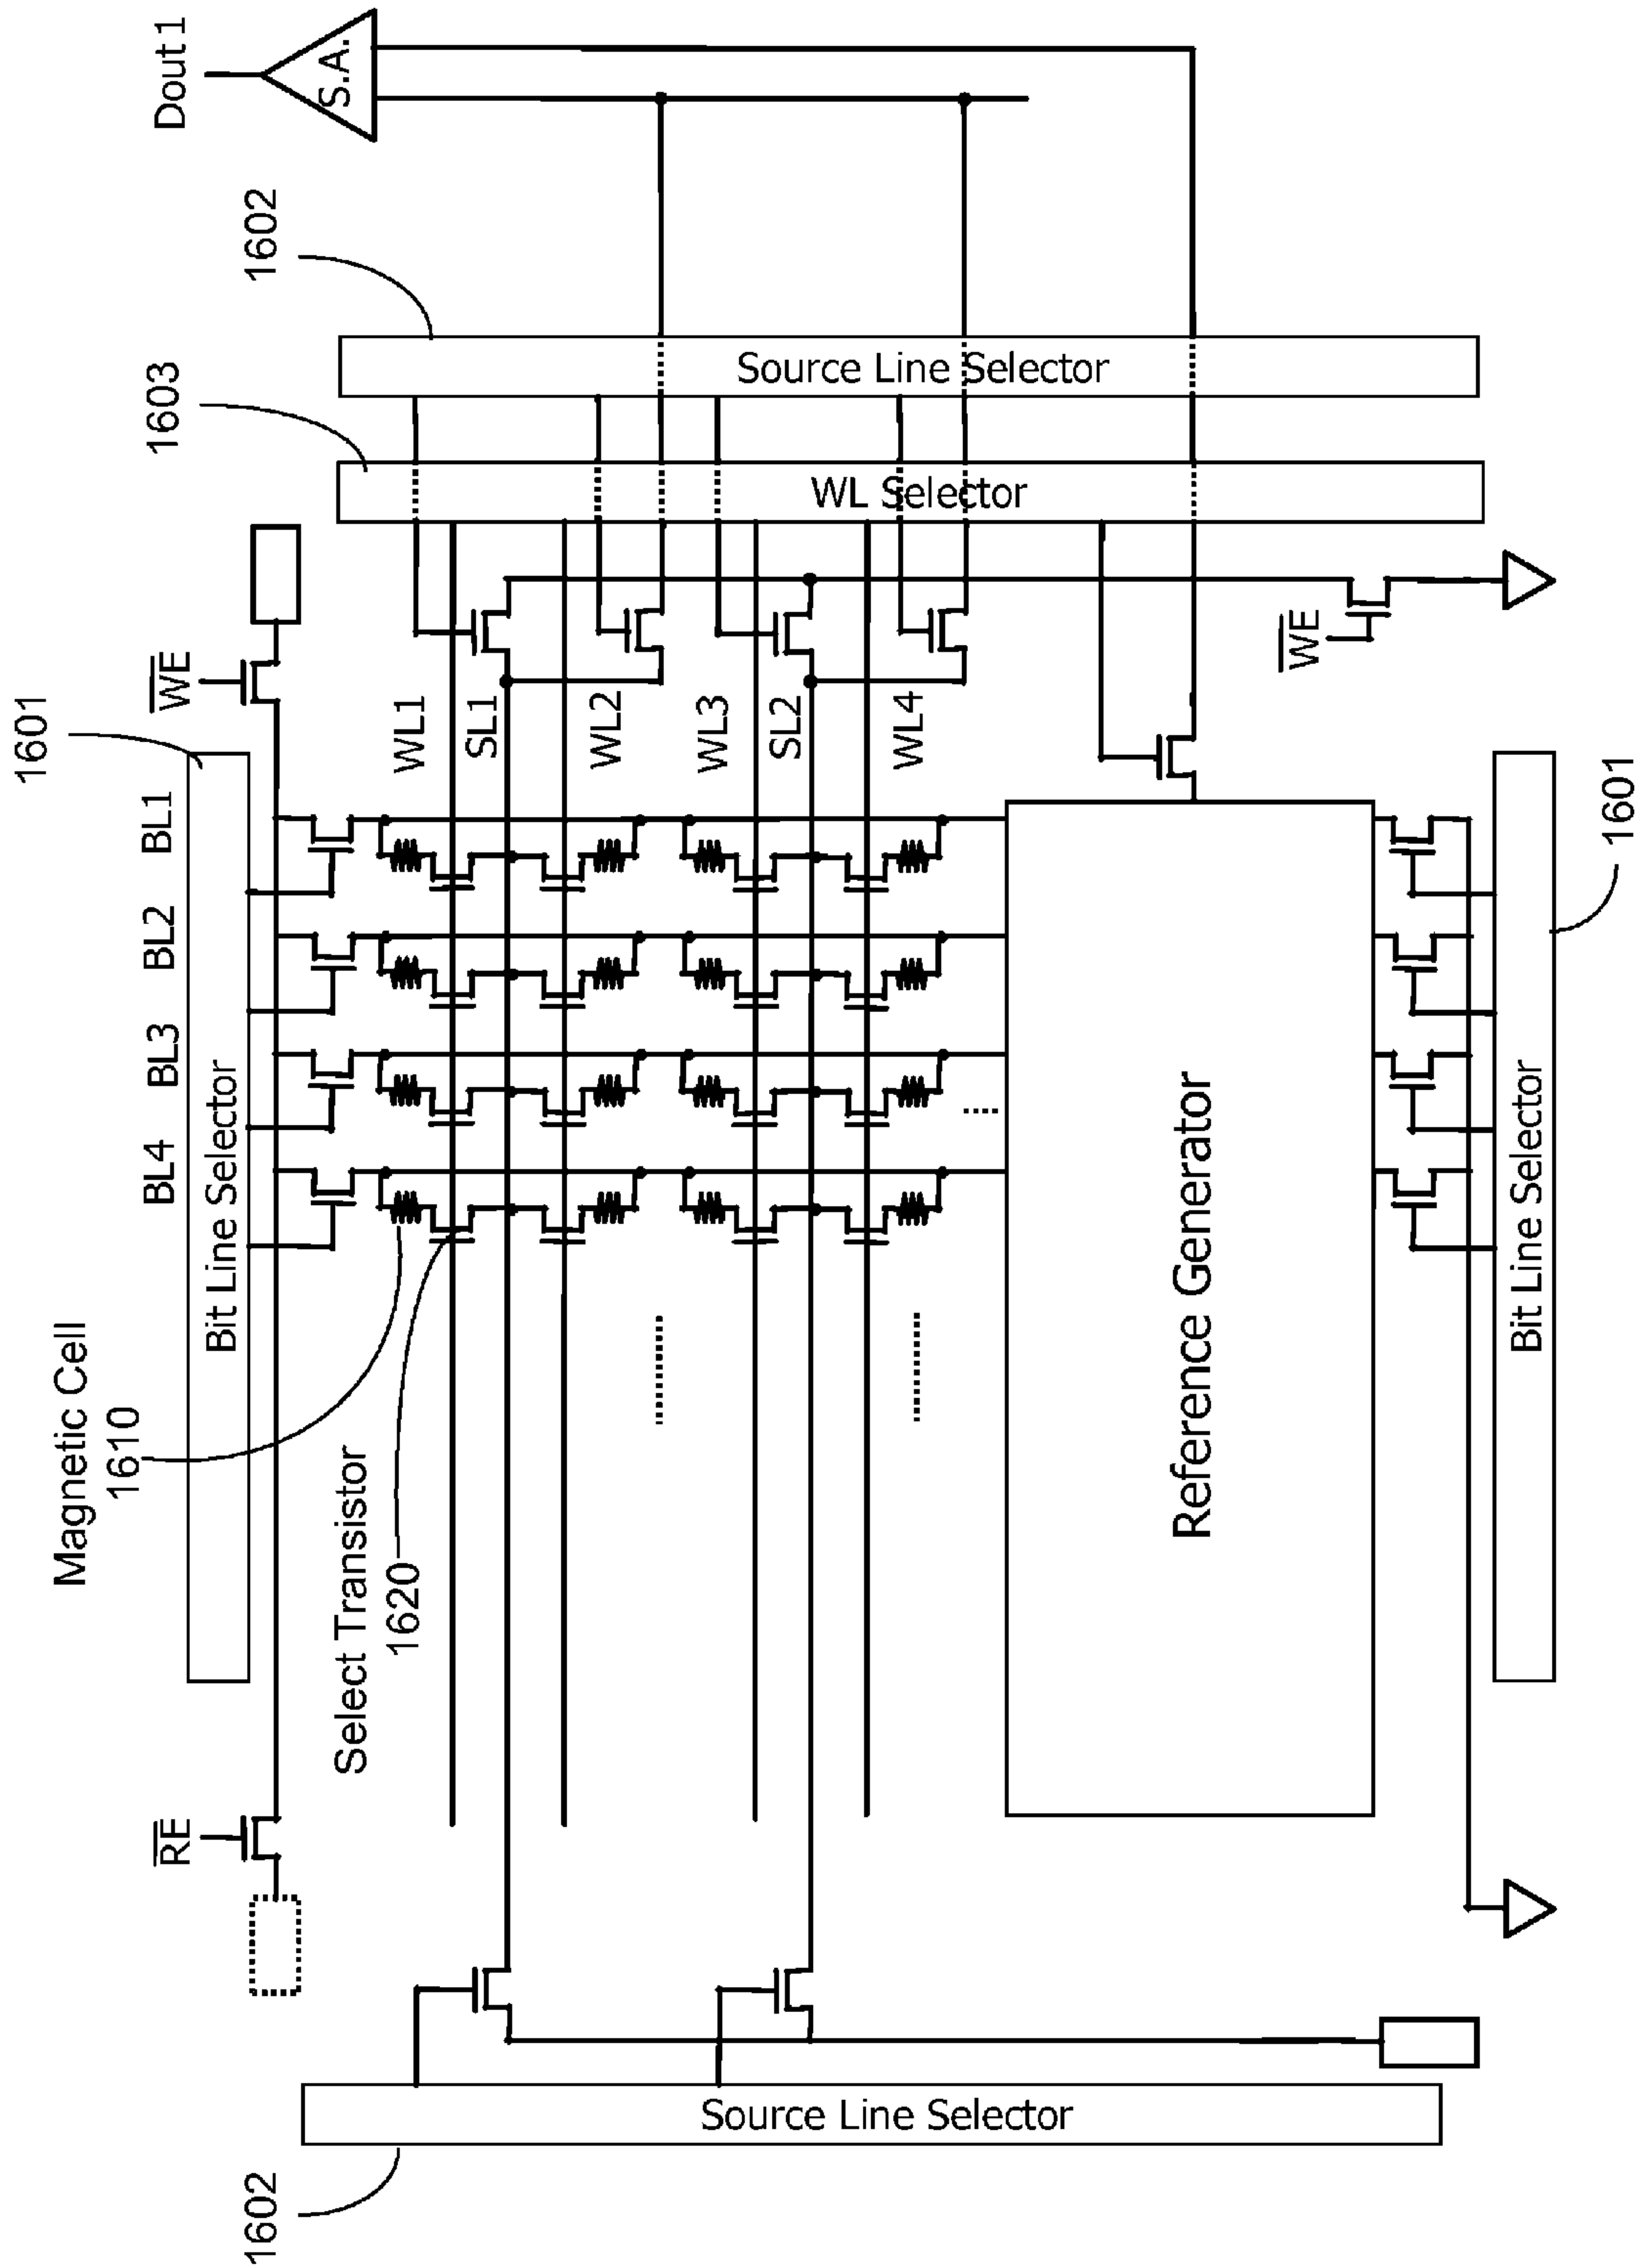 Dout1
S.A.
1602
Source Line Selector
1603
WL Selector
WE
WE
1601
WL1
SL1
WL2
WL3
SL2
WL4
BL1
BL2
BL3
BL4
Bit Line Selector
1601
Bit Line Selector
Magnetic Cell
1610
Select Transistor
1620
Reference Generator
RE
Source Line Selector
1602